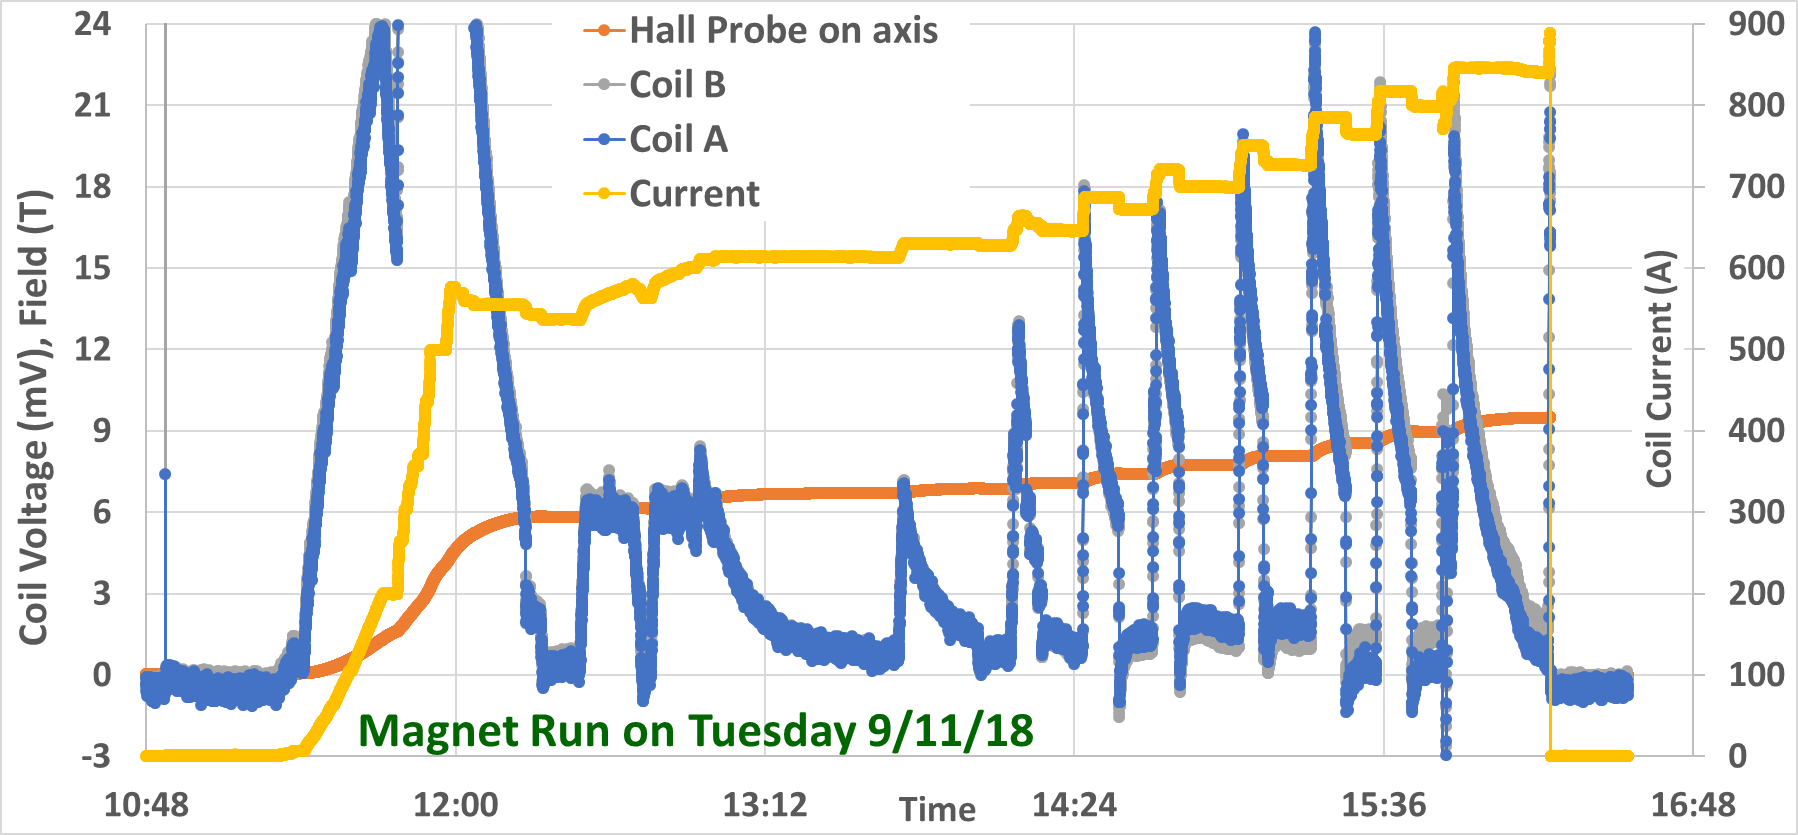 Hall Probe on axis
Coil B
Coil A
Current
24
21
18
15
12
9
6
3
0
-3
Coil Voltage (mV), Field (T)
900
800
700
600
500
400
300
200
100
0
Coil Current (A)
Magnet Run on Tuesday 9/11/18
10:48 12:00 13:12 14:24 15:36 16:48
Time